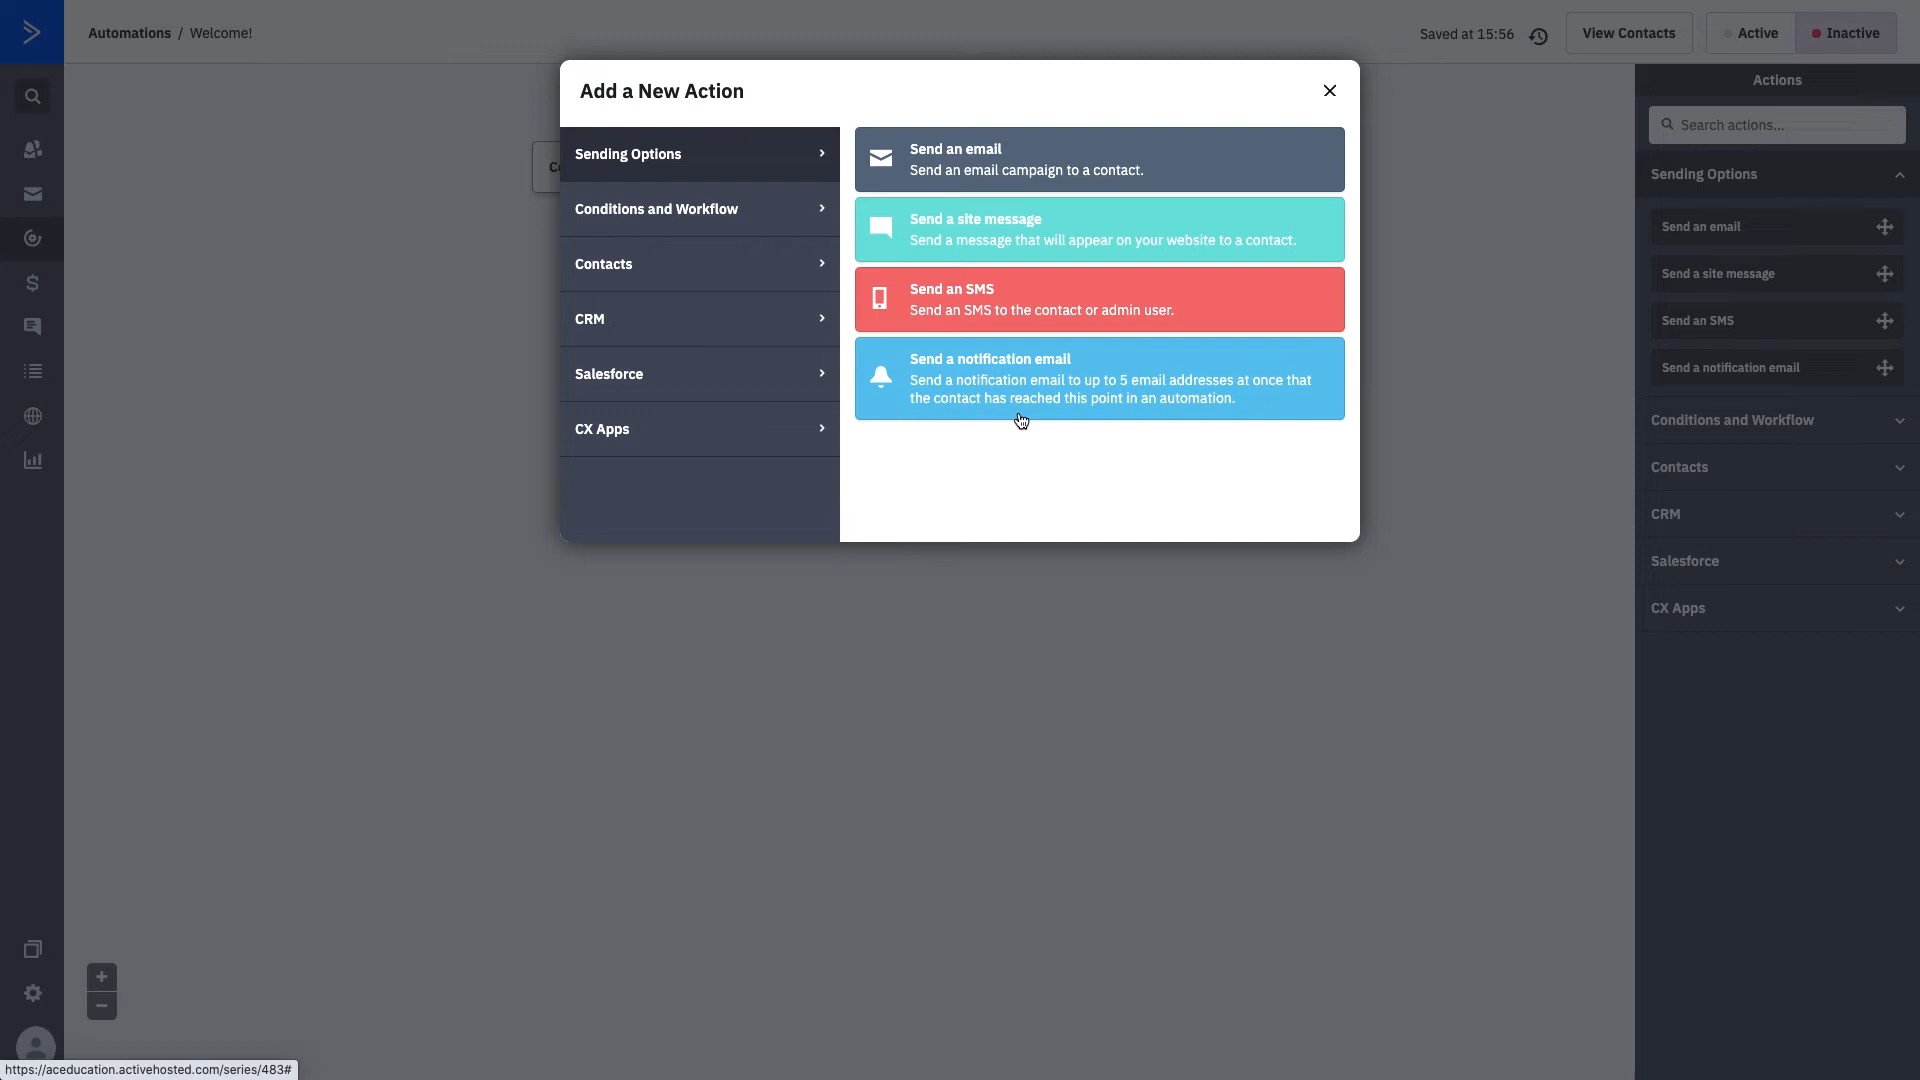 Automations / Welcome!
Saved at 15:56
View Contacts
Active
Inactive
Add a New Action
Sending Options
Conditions and Workflow
Contacts
CRM
Salesforce
CX Apps
Send an email
Send an email campaign to a contact.
Send a site message
Send a message that will appear on your website to a contact.
Send an SMS
Send an SMS to the contact or admin user.
Send a notification email
Send a notification email to up to 5 email addresses at once that
the contact has reached this point in an automation.
Actions
Search actions...
Sending Options
Send an email
Send a site message
Send an SMS
Send a notification email
Conditions and Workflow
Contacts
CRM
Salesforce
CX Apps
https://aceducation.activehosted.com/series/483#